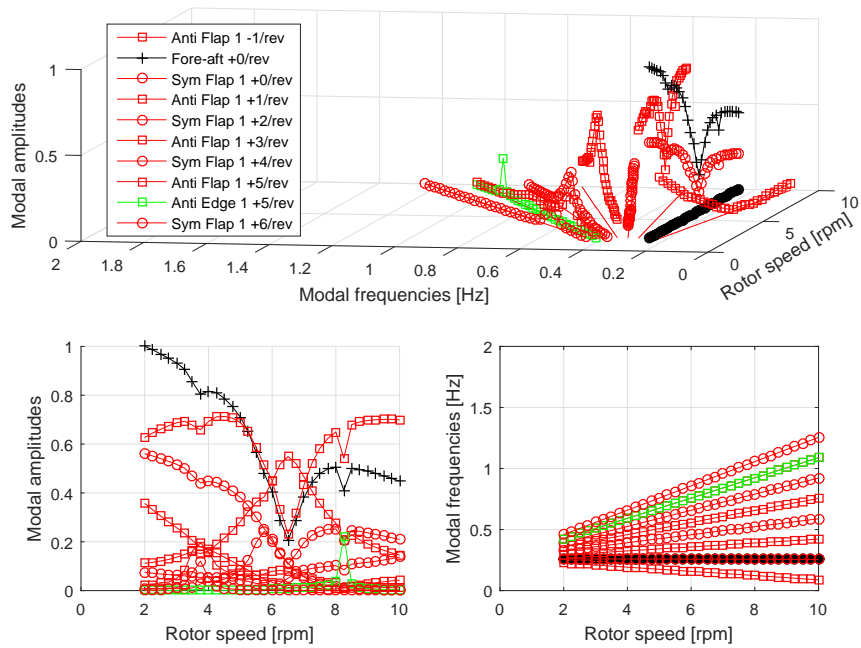 Anti Flap 1 -1/rev
Fore-aft +0/rev
Sym Flap 1 +0/rev
Anti Flap 1 +1/rev
Sym Flap 1 +2/rev
Anti Flap 1 +3/rev
Sym Flap 1 +4/rev
Anti Flap 1 +5/rev
Anti Edge 1 +5/rev
Sym Flap 1 +6/rev
1
0.5
0
Modal amplitudes
2
1.8
1.6
1.4
1.2
1
0.8
0.6
0.4
0.2
0
Modal frequencies [Hz]
0
5
10
Rotor speed [rpm]
1
0.8
0.6
0.4
0.2
0
Modal amplitudes
0 2 4 6 8 10
Rotor speed [rpm]
2
1.5
1
0.5
0
Modal frequencies [Hz]
0 2 4 6 8 10
Rotor speed [rpm]